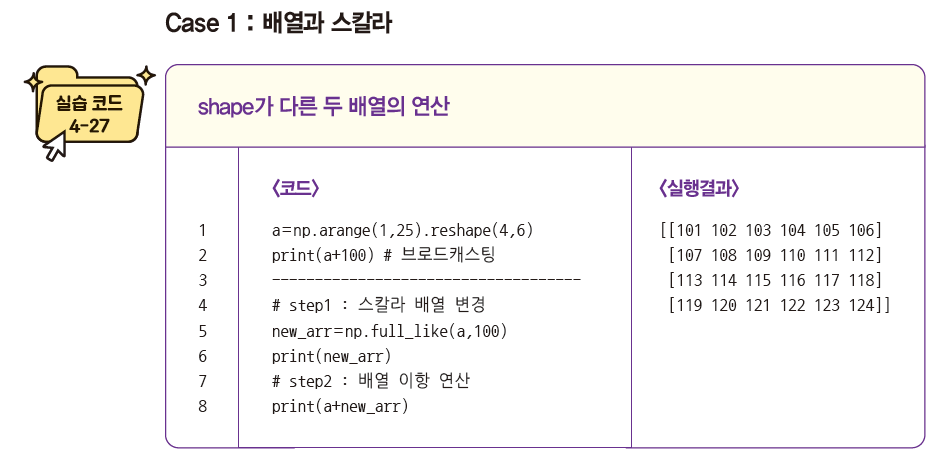 Case 1 : 배열과 스칼라
실습 코드
4-27
shape가 다른 두 배열의 연산
<코드>
1 a=np.arange(1,25).reshape(4,6)
2 print(a+100) # 브로드캐스팅
3 ------------------------------------
4 # step1 : 스칼라 배열 변경
5 new_arr=np.full_like(a,100)
6 print(new_arr)
7 # step2 : 배열 이항 연산
8 print(a+new_arr)
<실행결과>
[[101 102 103 104 105 106]
[107 108 109 110 111 112]
[113 114 115 116 117 118]
[119 120 121 122 123 124]]